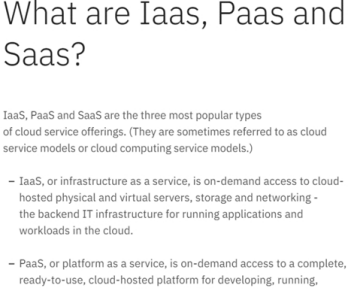 What are Iaas, Paas and
Saas?
IaaS, PaaS and SaaS are the three most popular types
of cloud service offerings. (They are sometimes referred to as cloud
service models or cloud computing service models.)
– IaaS, or infrastructure as a service, is on-demand access to cloud-
hosted physical and virtual servers, storage and networking -
the backend IT infrastructure for running applications and
workloads in the cloud.
– PaaS, or platform as a service, is on-demand access to a complete,
ready-to-use, cloud-hosted platform for developing, running,